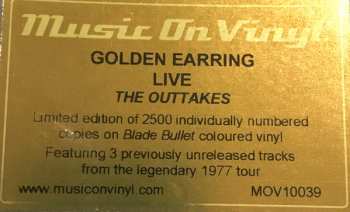 Music On Vinyl
GOLDEN EARRING
LIVE
THE OUTTAKES
Limited edition of 2500 individually numbered
copies on Blade Bullet coloured vinyl
Featuring 3 previously unreleased tracks
from the legendary 1977 tour
www.musiconvinyl.com MOV10039